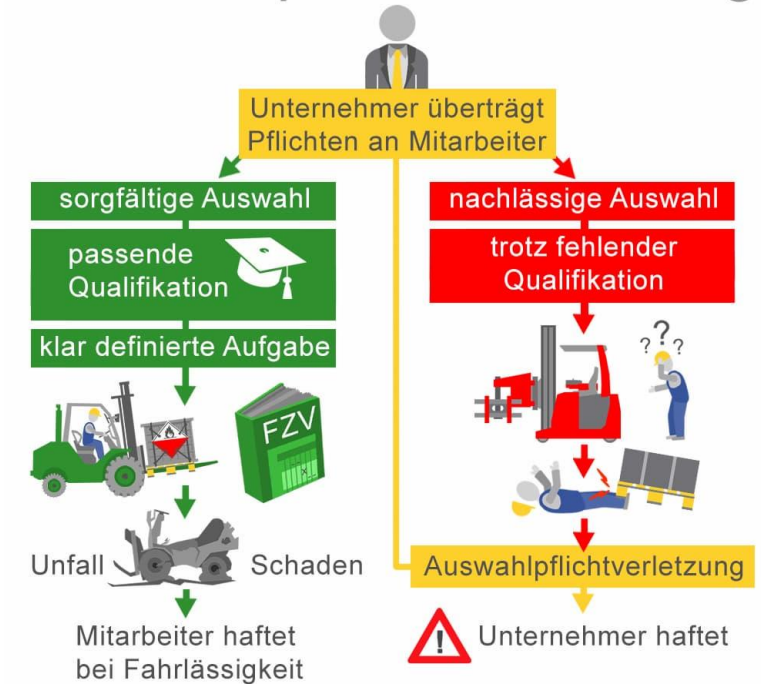 Unternehmer überträgt
Pflichten an Mitarbeiter
sorgfältige Auswahl
passende
Qualifikation
klar definierte Aufgabe
FZV
Unfall
Schaden
Mitarbeiter haftet
bei Fahrlässigkeit
nachlässige Auswahl
trotz fehlender
Qualifikation
???
Auswahlpflichtverletzung
Unternehmer haftet